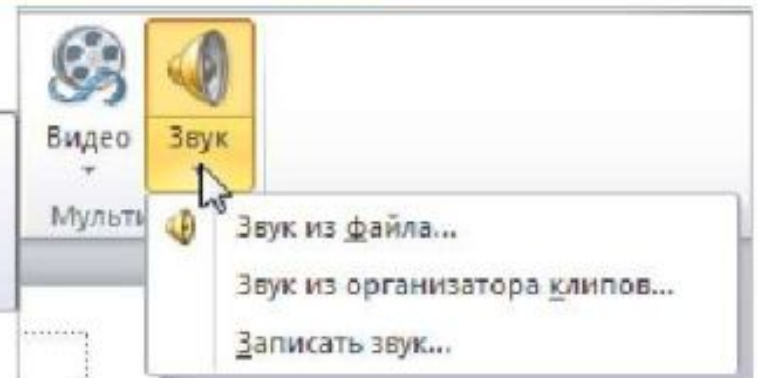 Видео
Звук
Мульти
Звук из файла...
Звук из организатора клипов...
Записать звук...